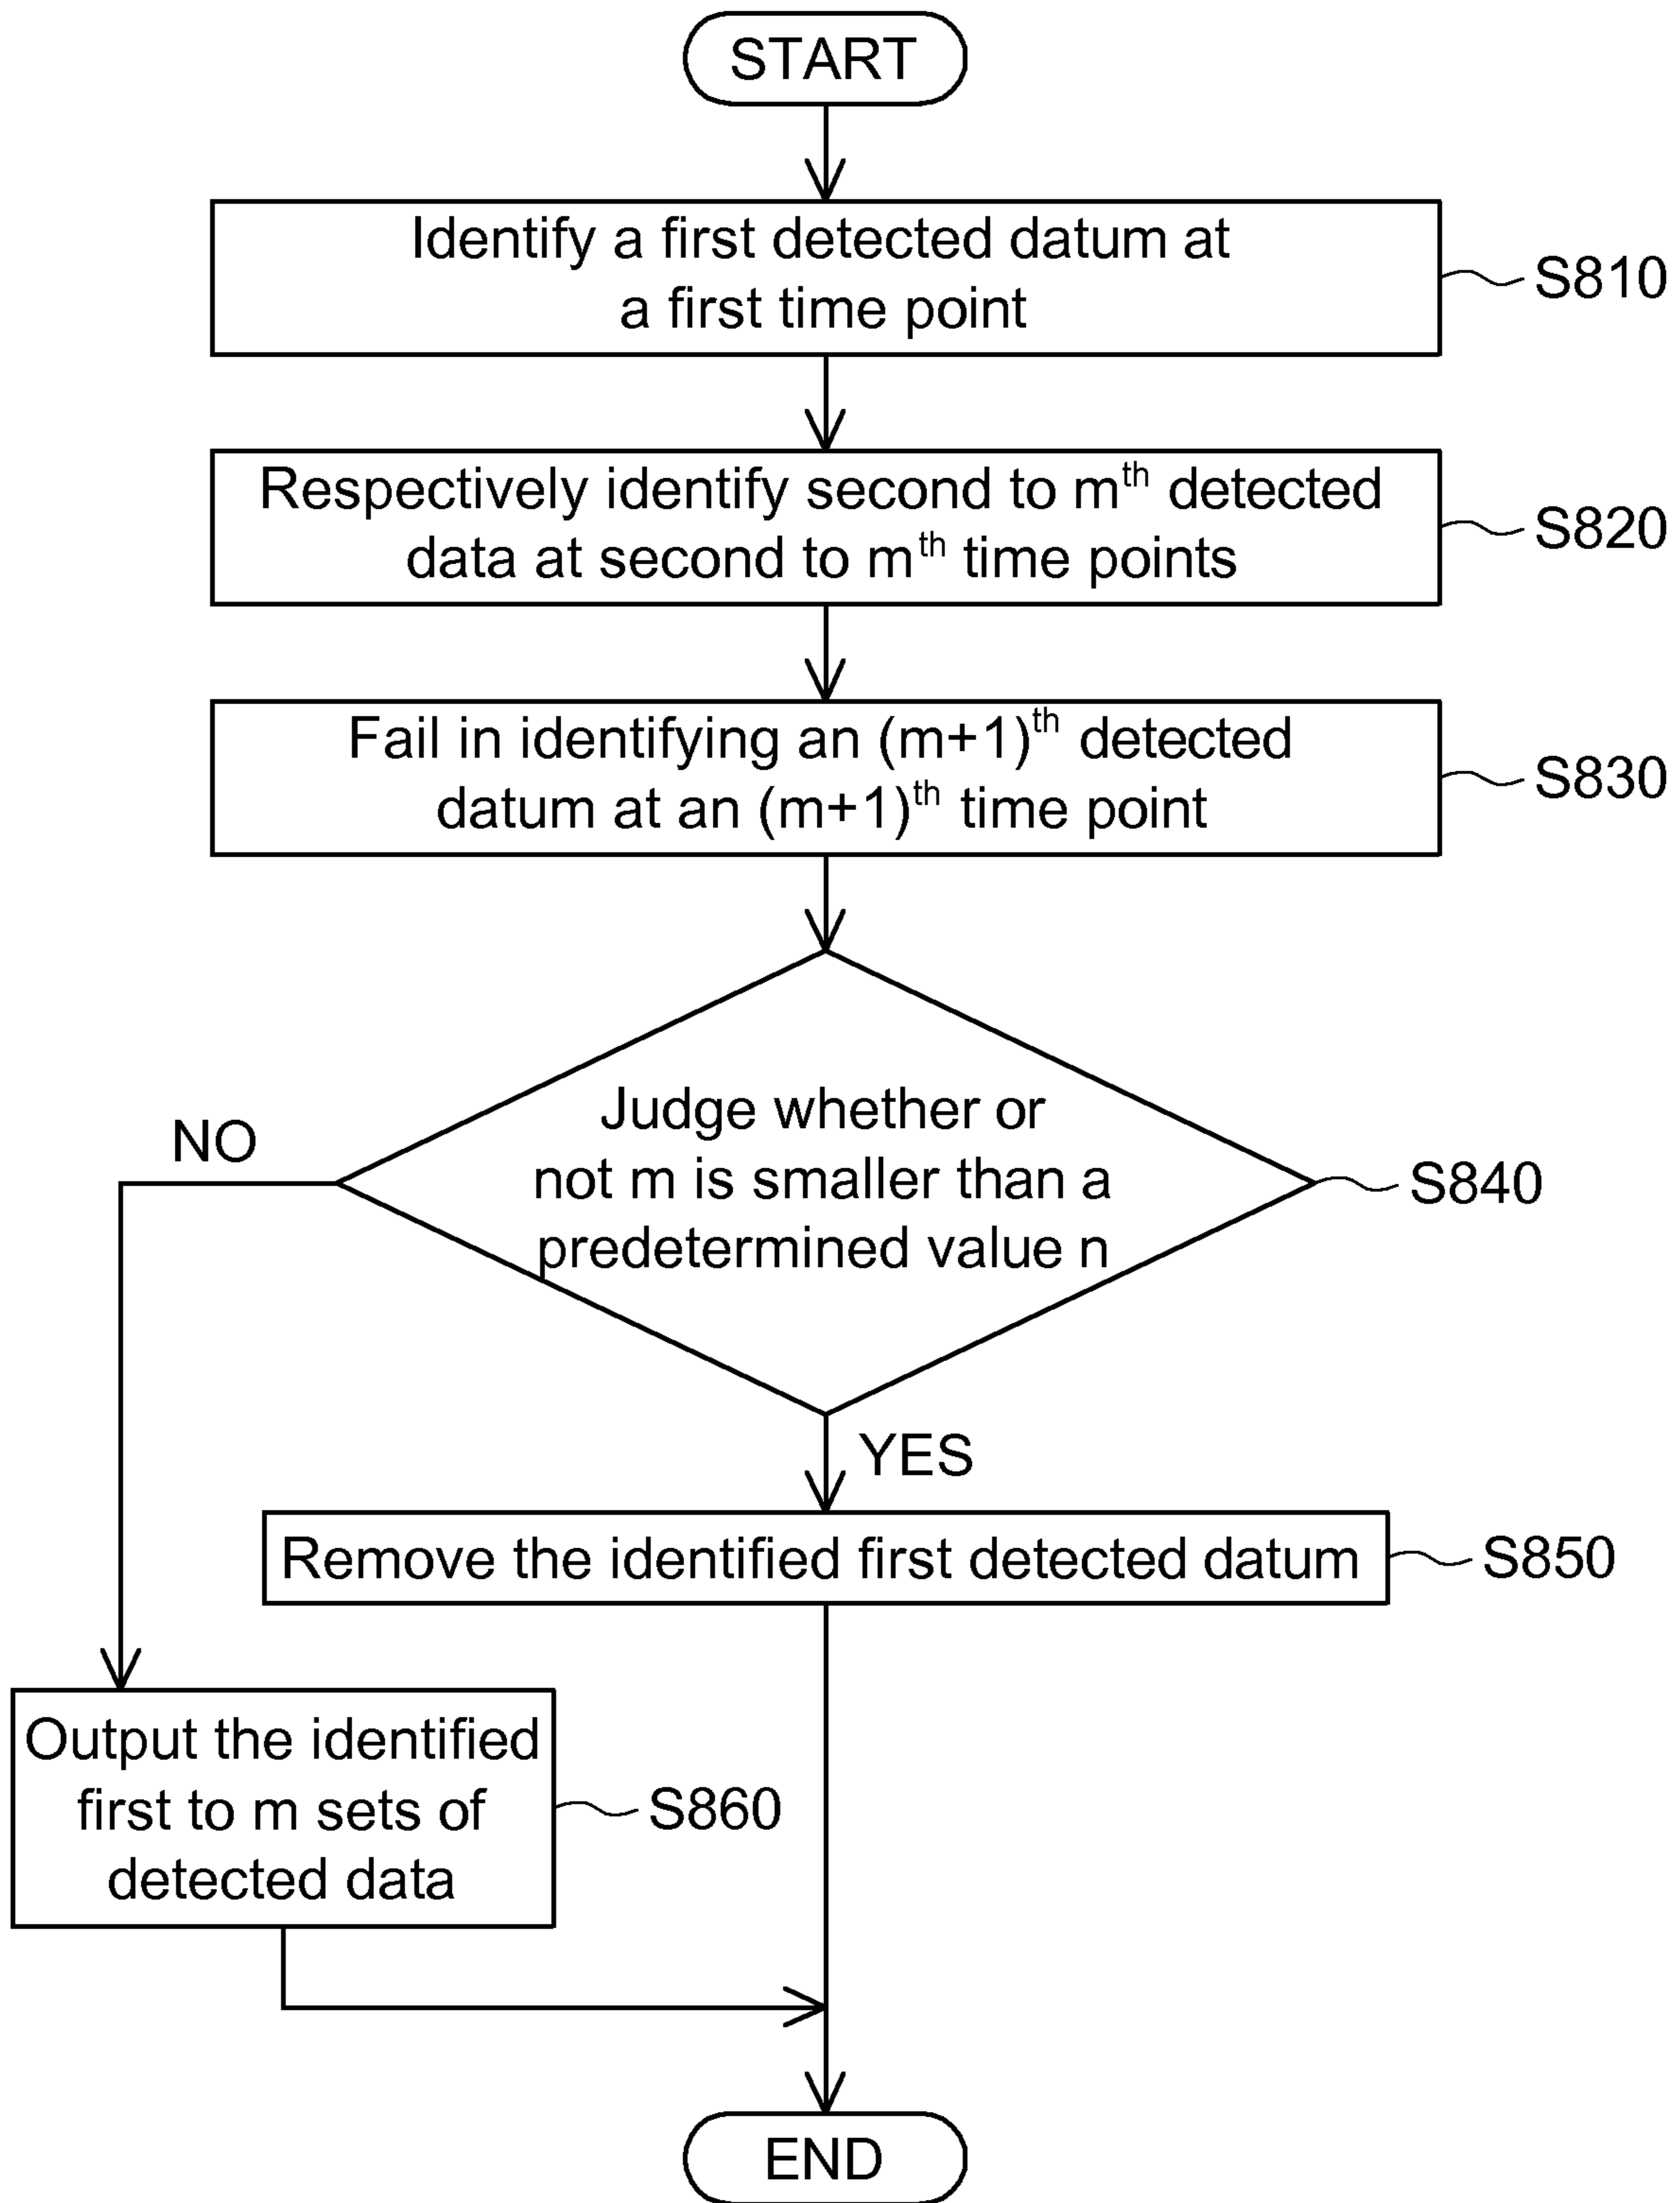 START
Identify a first detected datum at
a first time point
S810
Respectively identify second to mth detected
data at second to mth time points
S820
Fail in identifying an (m+1)th detected
datum at an (m+1)th time point
S830
Judge whether or
not m is smaller than a
predetermined value n
S840
NO
YES
Remove the identified first detected datum
S850
Output the identified
first to m sets of
detected data
S860
END